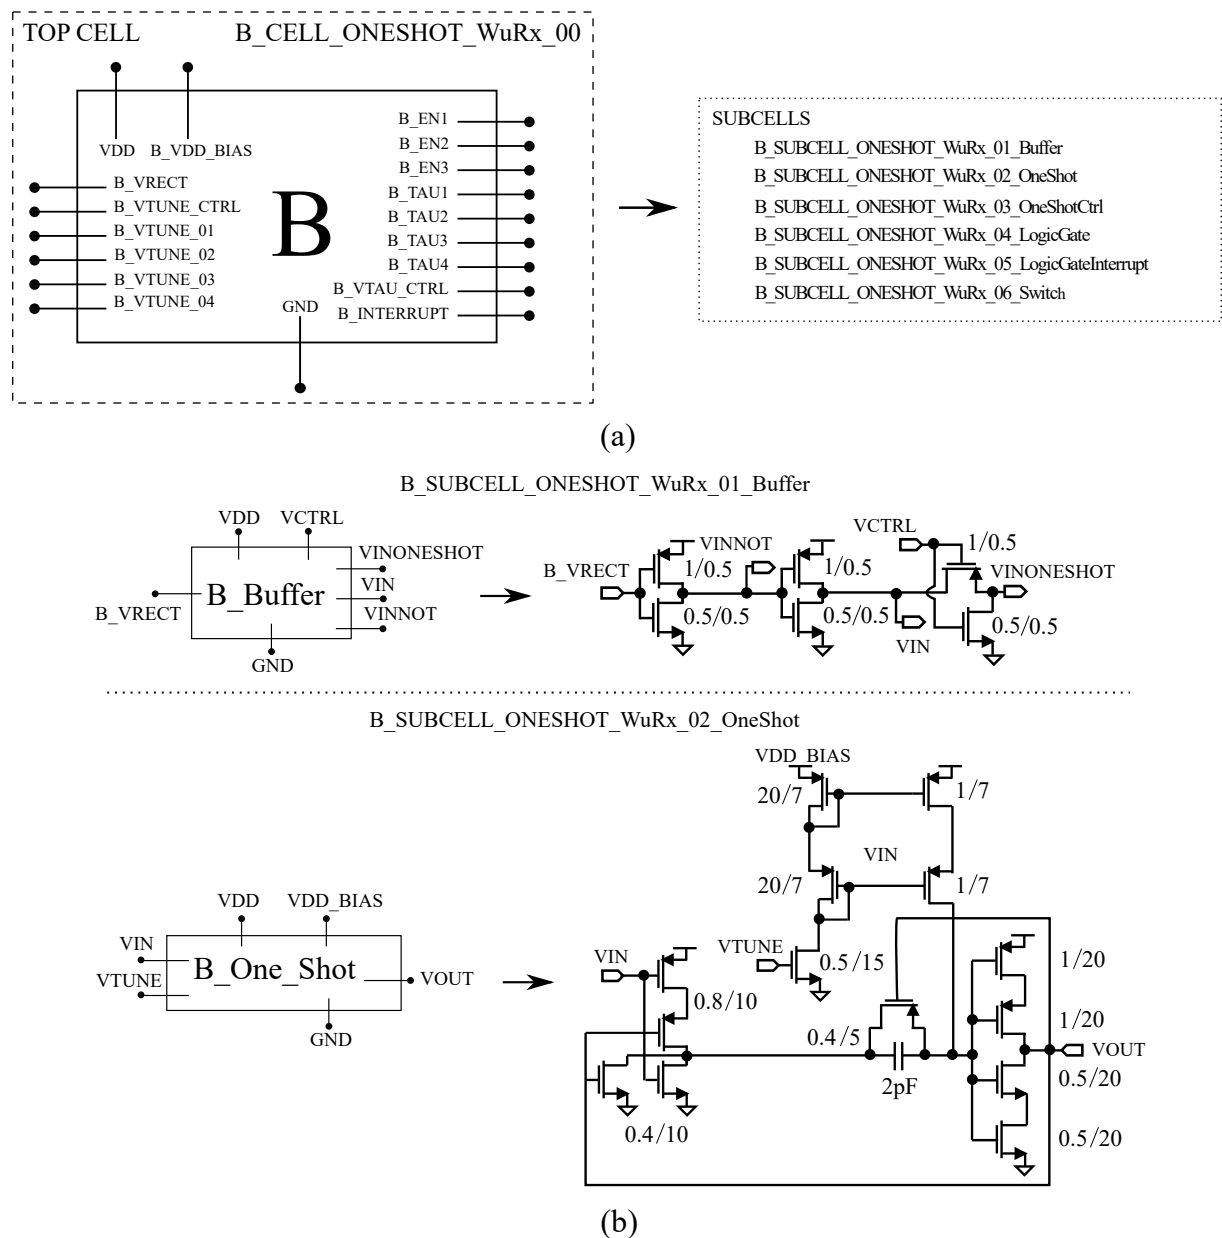 TOP CELL B_CELL_ONESHOT_WuRx_00
VDD B_VDD_BIAS
B_VRECT
B_VTUNE_CTRL
B_VTUNE_01
B_VTUNE_02
B_VTUNE_03
B_VTUNE_04
B
GND
B_EN1
B_EN2
B_EN3
B_TAU1
B_TAU2
B_TAU3
B_TAU4
B_VTAU_CTRL
B_INTERRUPT
SUBCELLS
B_SUBCELL_ONESHOT_WuRx_01_Buffer
B_SUBCELL_ONESHOT_WuRx_02_OneShot
B_SUBCELL_ONESHOT_WuRx_03_OneShotCtrl
B_SUBCELL_ONESHOT_WuRx_04_LogicGate
B_SUBCELL_ONESHOT_WuRx_05_LogicGateInterrupt
B_SUBCELL_ONESHOT_WuRx_06_Switch
(a)
B_SUBCELL_ONESHOT_WuRx_01_Buffer
VDD VCTRL
VINONESHOT
B_Buffer
VIN
B_VRECT
VINNOT
GND
B_VRECT
VINNOT
1/0.5
0.5/0.5
1/0.5
0.5/0.5
VCTRL
1/0.5
VINONESHOT
0.5/0.5
VIN
B_SUBCELL_ONESHOT_WuRx_02_OneShot
VDD VDD_BIAS
VIN
B_One_Shot
VTUNE
VOUT
GND
VDD_BIAS
20/7
1/7
VIN
20/7
1/7
VTUNE
0.5/15
VIN
0.8/10
0.4/10
0.4/5
2pF
1/20
1/20
VOUT
0.5/20
0.5/20
(b)